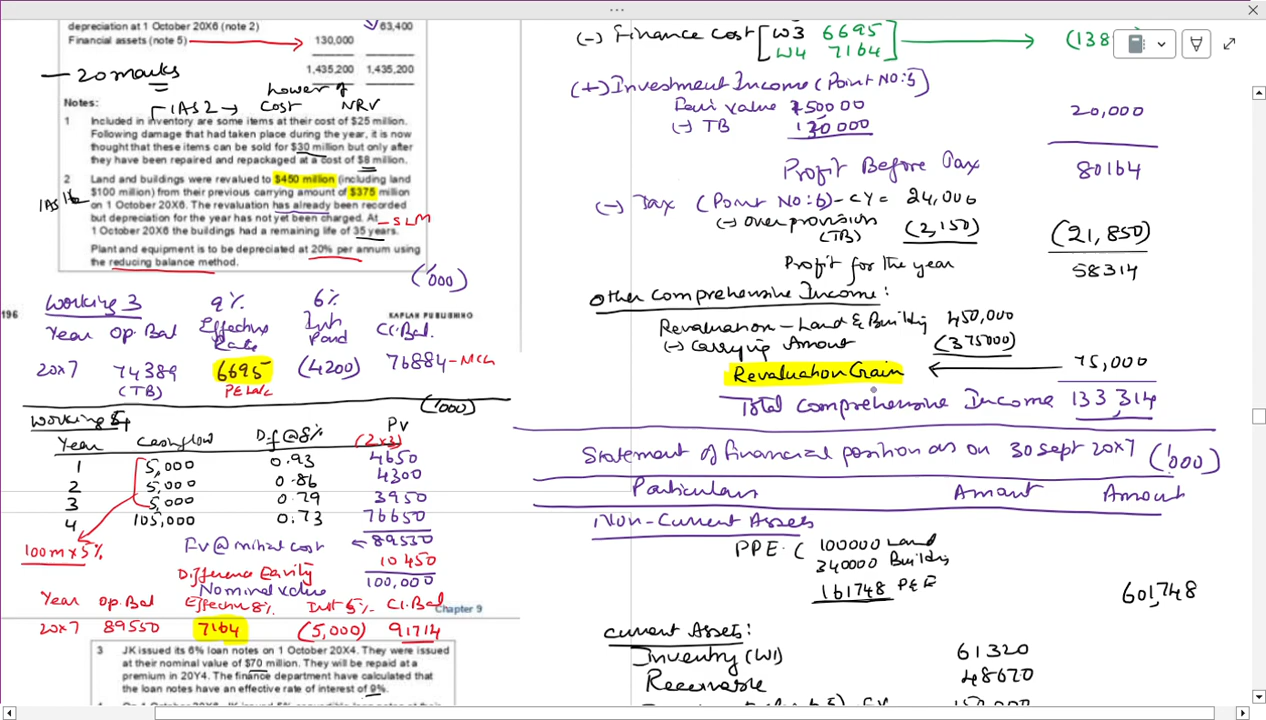 depreciation at 1 October 20X6 (note 2) 63,400
Financial assets (note 5) 130,000
1,435,200 1,435,200
— 20 marks
Lower of
IAS 2 → Cost NRV
Notes:
1 Included in inventory are some items at their cost of $25 million.
Following damage that had taken place during the year, it is now
thought that these items can be sold for $30 million but only after
they have been repaired and repackaged at a cost of $8 million.
2 Land and buildings were revalued to $450 million (including land
$100 million) from their previous carrying amount of $375 million
IAS 16
on 1 October 20X6. The revaluation has already been recorded
but depreciation for the year has not yet been charged. At — SLM
1 October 20X6 the buildings had a remaining life of 35 years.
Plant and equipment is to be depreciated at 20% per annum using
the reducing balance method.
('000)
196
KAPLAN PUBLISHING
Working 3 9% 6%
Year Op.Bal Effective Rate Int Paid Cl.Bal.
20x7 74389 6695 (4200) 76884 – NCL
(TB)
('000)
Working 4
Year Cashflow D.f @ 8% PV
(2x3)
1 5,000 0.93 4650
2 5,000 0.86 4300
3 5,000 0.79 3950
4 105,000 0.73 76650
89550
100m x 5%
10 450
Difference Equity
Nominal value 100,000
Year Op.Bal Effective 8% Int 5% Cl.Bal
Chapter 9
20x7 89550 7164 (5,000) 91714
3 JK issued its 6% loan notes on 1 October 20X4. They were issued
at their nominal value of $70 million. They will be repaid at a
premium in 20Y4. The finance department have calculated that
the loan notes have an effective rate of interest of 9%.
(-) Finance Cost [ W3 6695 (138
W4 7164 ]
(+) Investment Income (Point No: 5)
Fair value 150000 20,000
(-) TB 130000
Profit Before Tax 80164
(-) Tax (Point No: 6) – CY = 24,000
(-) Over provision (2,150) (21,850)
(TB)
Profit for the year 58314
Other Comprehensive Income:
Revaluation – Land & Building 450,000
(-) Carrying Amount (375000)
75,000
Revaluation Gain
Total Comprehensive Income 133,314
Statement of financial position as on 30 Sept 20x7 ('000)
Particulars Amount Amount
Non-Current Assets
PPE. ( 100000 Land
340000 Building
161748 P&E 601,748
Current Assets:
Inventory (W1) 61320
Receivable 48620